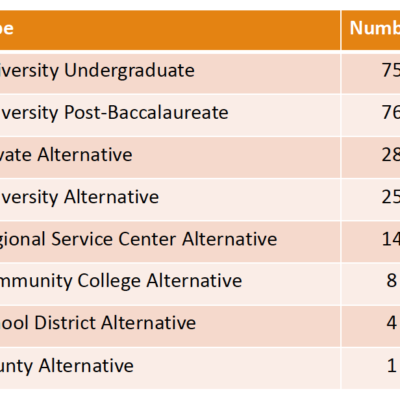 pe Numb
iversity Undergraduate 75
iversity Post-Baccalaureate 76
vate Alternative 28
iversity Alternative 25
gional Service Center Alternative 14
mmunity College Alternative 8
ool District Alternative 4
unty Alternative 1